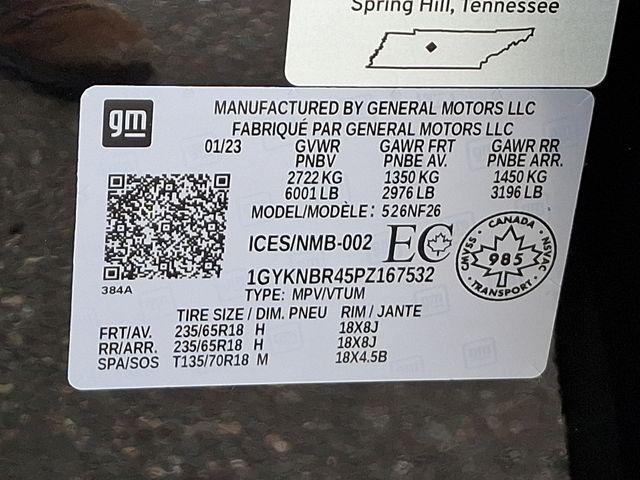 Spring Hill, Tennessee
gm
MANUFACTURED BY GENERAL MOTORS LLC
FABRIQUÉ PAR GENERAL MOTORS LLC
01/23 GVWR GAWR FRT GAWR RR
PNBV PNBE AV. PNBE ARR.
2722 KG 1350 KG 1450 KG
6001 LB 2976 LB 3196 LB
MODEL/MODÈLE: 526NF26
ICES/NMB-002 EC
CANADA
CMVSS 985 NSVAC
TRANSPORT
384A
1GYKNBR45PZ167532
TYPE: MPV/VTUM
TIRE SIZE / DIM. PNEU RIM / JANTE
FRT/AV. 235/65R18 H 18X8J
RR/ARR. 235/65R18 H 18X8J
SPA/SOS T135/70R18 M 18X4.5B